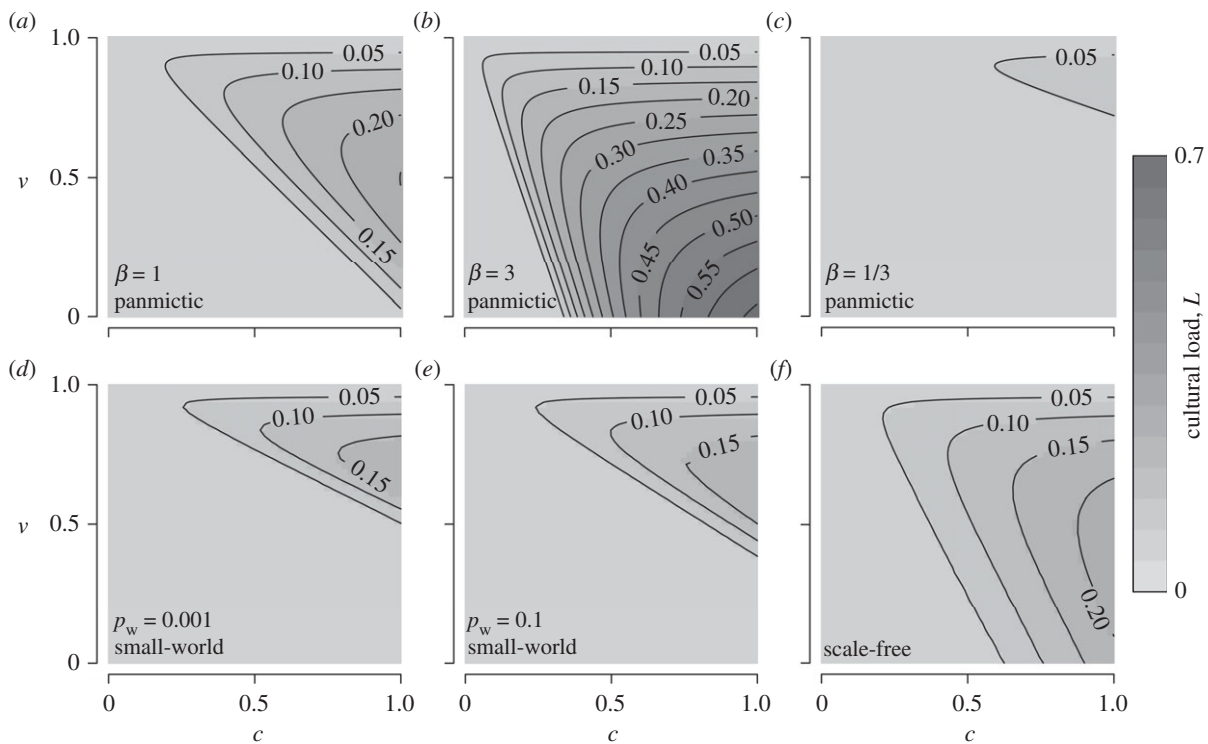 (a)
(b)
(c)
1.0
0.5
0
v
0.05
0.10
0.20
0.15
β = 1
panmictic
0.05
0.10
0.15
0.20
0.25
0.30
0.35
0.40
0.50
0.45
0.55
β = 3
panmictic
0.05
β = 1/3
panmictic
0.7
cultural load, L
0
(d)
(e)
(f)
1.0
0.5
0
v
0.05
0.10
0.15
p_w = 0.001
small-world
0.05
0.10
0.15
p_w = 0.1
small-world
0.05
0.10
0.15
0.20
scale-free
0 0.5 1.0
0 0.5 1.0
0 0.5 1.0
c
c
c